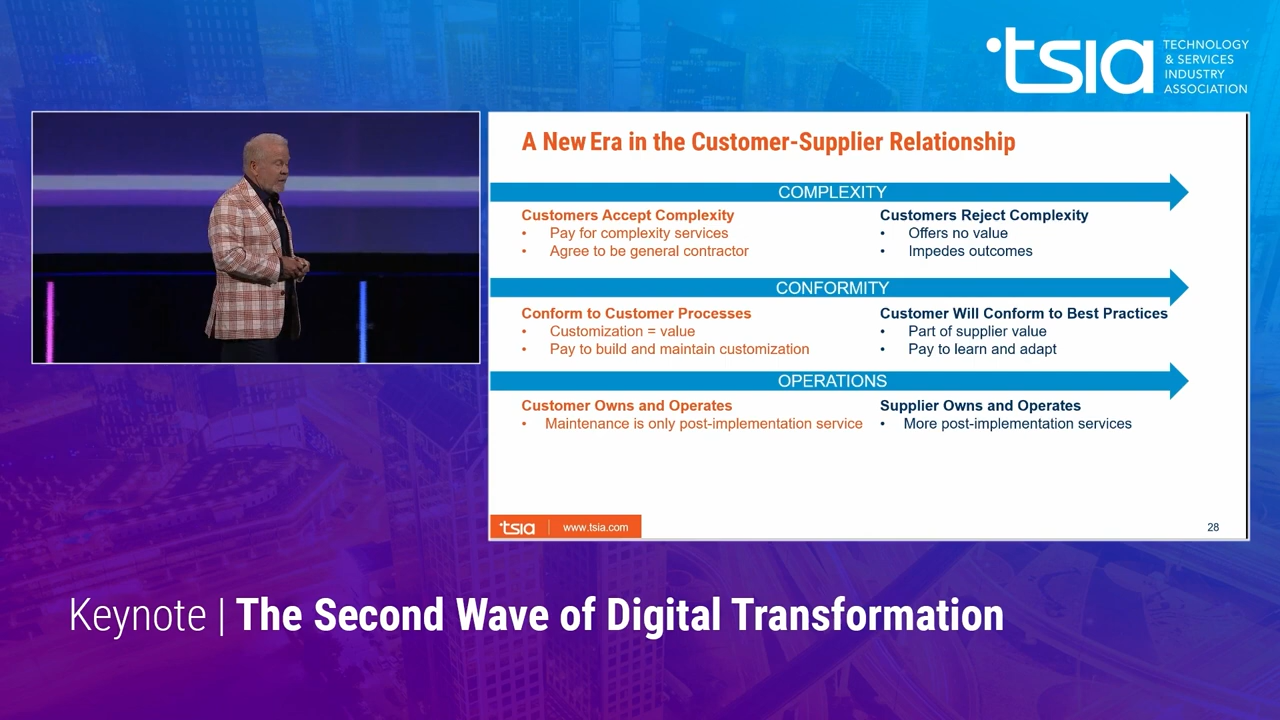 tsia
TECHNOLOGY
& SERVICES
INDUSTRY
ASSOCIATION
A New Era in the Customer-Supplier Relationship
COMPLEXITY
Customers Accept Complexity
• Pay for complexity services
• Agree to be general contractor
Customers Reject Complexity
• Offers no value
• Impedes outcomes
CONFORMITY
Conform to Customer Processes
• Customization = value
• Pay to build and maintain customization
Customer Will Conform to Best Practices
• Part of supplier value
• Pay to learn and adapt
OPERATIONS
Customer Owns and Operates
• Maintenance is only post-implementation service
Supplier Owns and Operates
• More post-implementation services
tsia | www.tsia.com
28
Keynote | The Second Wave of Digital Transformation